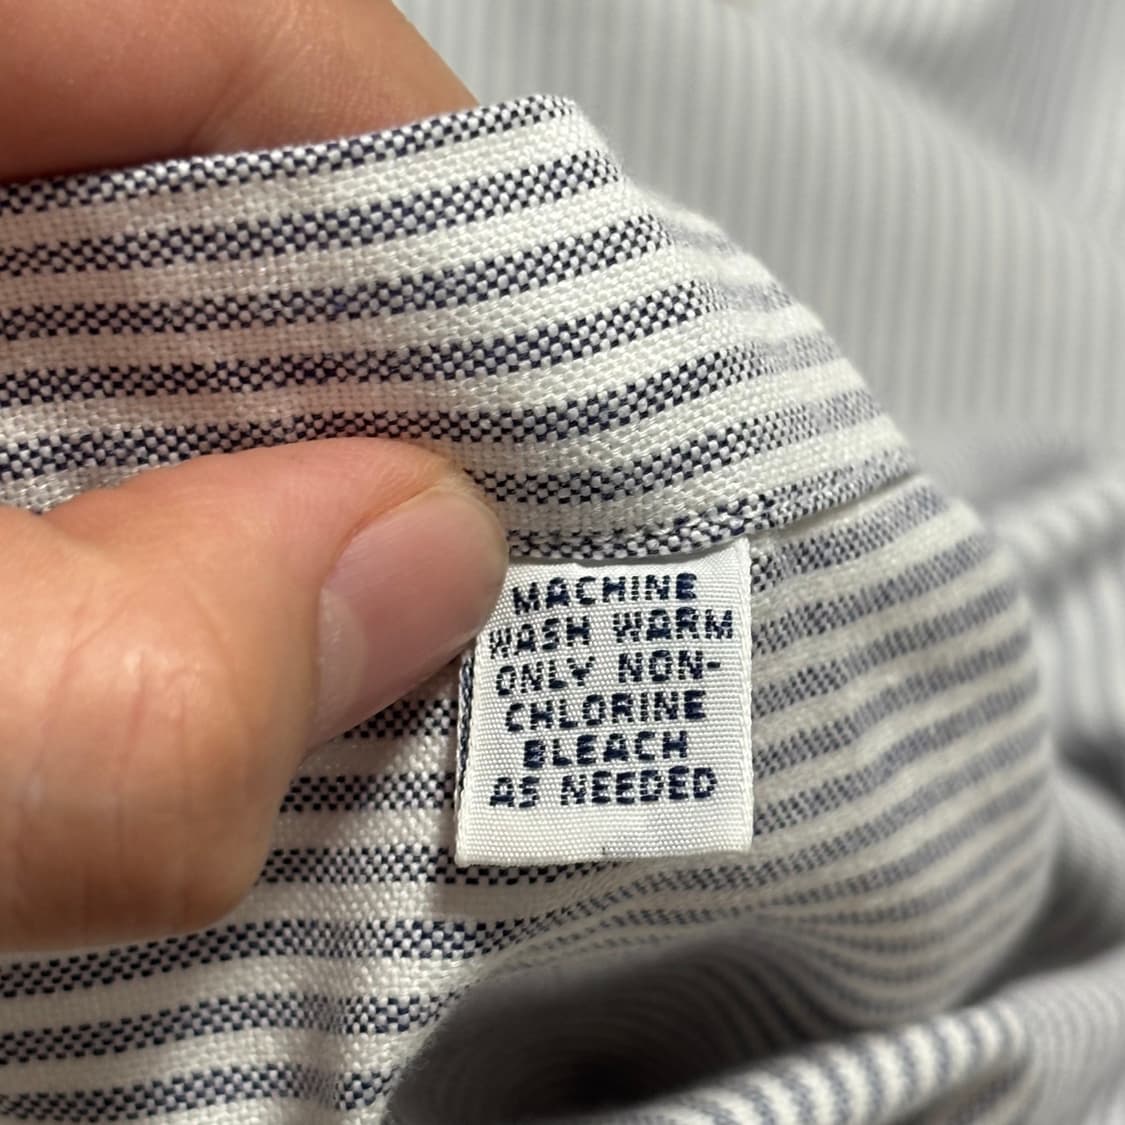 MACHINE
WASH WARM
ONLY NON-
CHLORINE
BLEACH
AS NEEDED